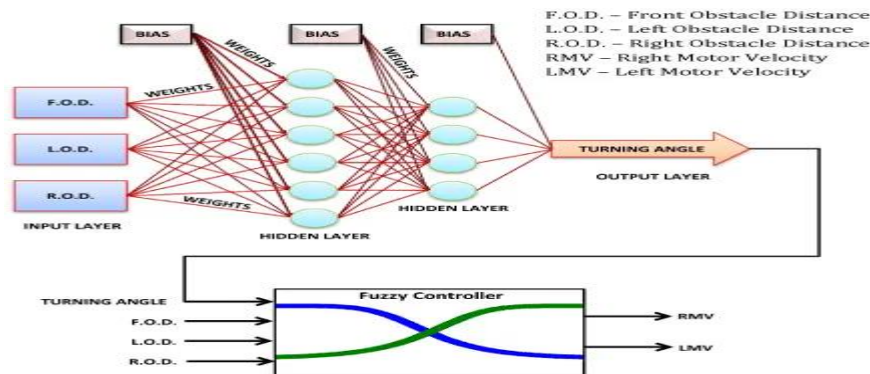 F.O.D. – Front Obstacle Distance
L.O.D. – Left Obstacle Distance
R.O.D. – Right Obstacle Distance
RMV – Right Motor Velocity
LMV – Left Motor Velocity
BIAS
BIAS
BIAS
WEIGHTS
WEIGHTS
WEIGHTS
WEIGHTS
F.O.D.
L.O.D.
R.O.D.
INPUT LAYER
HIDDEN LAYER
HIDDEN LAYER
TURNING ANGLE
OUTPUT LAYER
TURNING ANGLE
F.O.D.
L.O.D.
R.O.D.
Fuzzy Controller
RMV
LMV